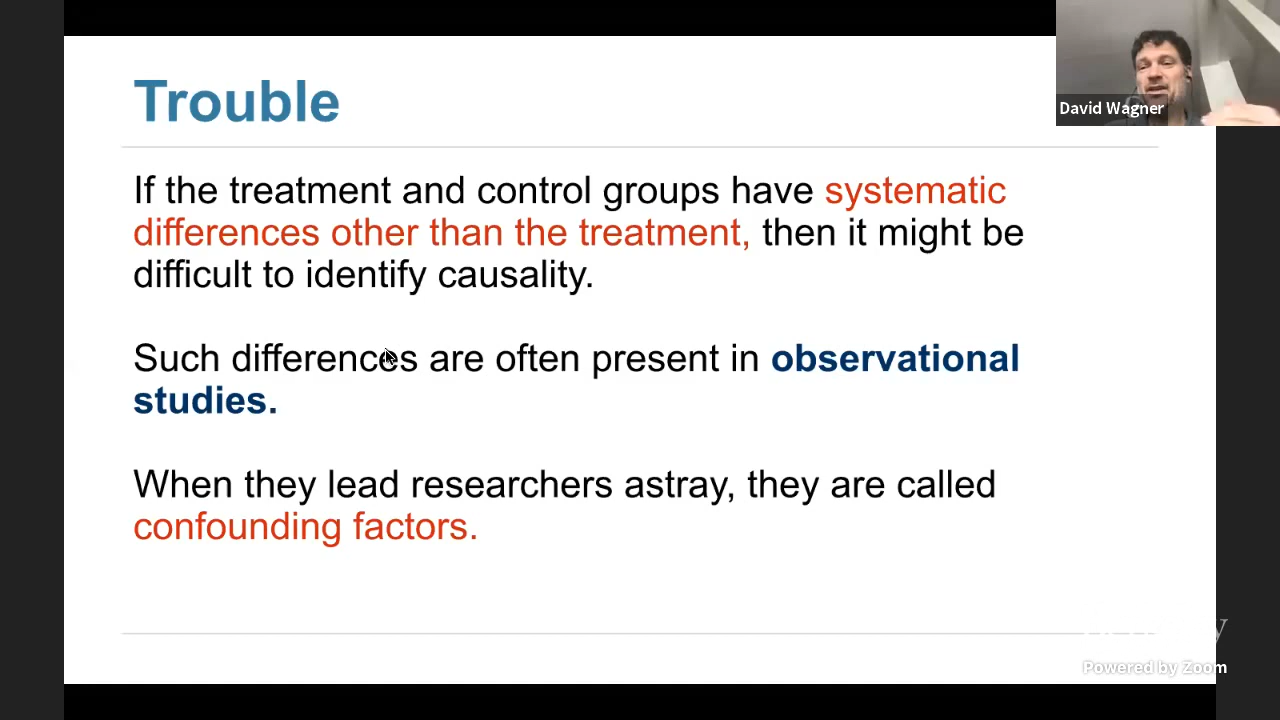 Trouble
David Wagner
If the treatment and control groups have systematic
differences other than the treatment, then it might be
difficult to identify causality.
Such differences are often present in observational
studies.
When they lead researchers astray, they are called
confounding factors.
Powered by Zoom